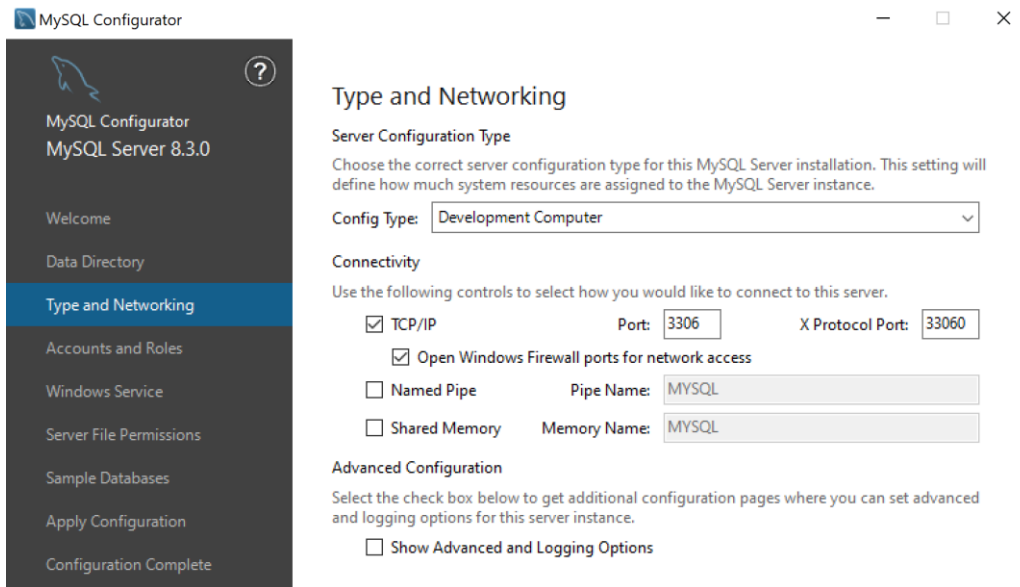 MySQL Configurator
?
MySQL Configurator
MySQL Server 8.3.0
Welcome
Data Directory
Type and Networking
Accounts and Roles
Windows Service
Server File Permissions
Sample Databases
Apply Configuration
Configuration Complete
Type and Networking
Server Configuration Type
Choose the correct server configuration type for this MySQL Server installation. This setting will
define how much system resources are assigned to the MySQL Server instance.
Config Type: Development Computer
Connectivity
Use the following controls to select how you would like to connect to this server.
TCP/IP Port: 3306 X Protocol Port: 33060
Open Windows Firewall ports for network access
Named Pipe Pipe Name: MYSQL
Shared Memory Memory Name: MYSQL
Advanced Configuration
Select the check box below to get additional configuration pages where you can set advanced
and logging options for this server instance.
Show Advanced and Logging Options